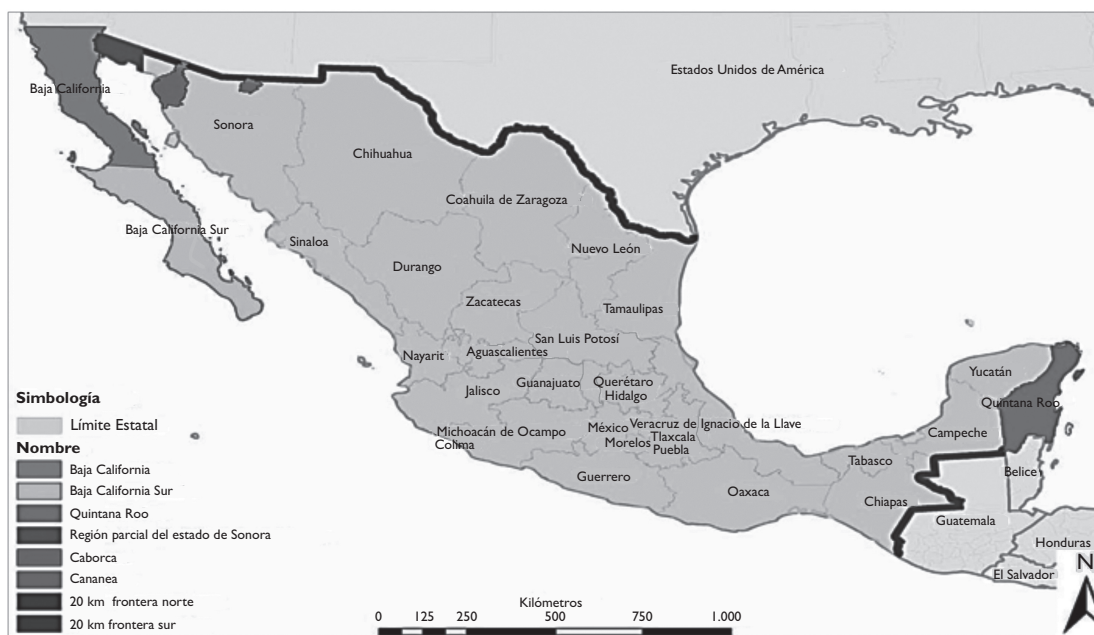 Estados Unidos de América
Baja California
Sonora
Chihuahua
Coahuila de Zaragoza
Baja California Sur
Sinaloa
Nuevo León
Durango
Zacatecas
Tamaulipas
San Luis Potosí
Nayarit
Aguascalientes
Yucatán
Guanajuato
Querétaro
Jalisco
Hidalgo
Quintana Roo
México
Veracruz de Ignacio de la Llave
Michoacán de Ocampo
Campeche
Colima
Morelos
Tlaxcala
Puebla
Tabasco
Belice
Guerrero
Oaxaca
Chiapas
Guatemala
Honduras
El Salvador
N
Simbología
Límite Estatal
Nombre
Baja California
Baja California Sur
Quintana Roo
Región parcial del estado de Sonora
Caborca
Cananea
20 km frontera norte
20 km frontera sur
Kilómetros
0 125 250 500 750 1.000